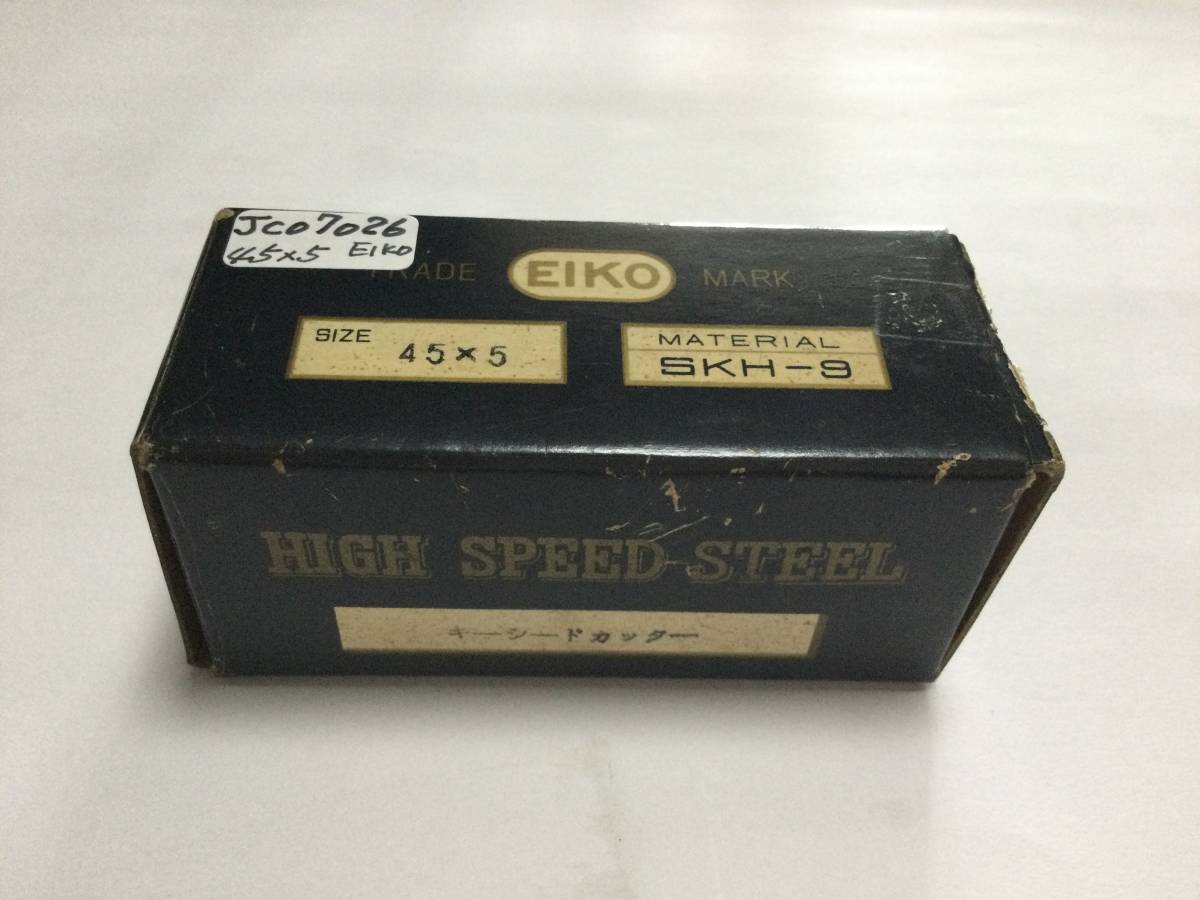 JC07026
45×5 EIKO
TRADE EIKO MARK
SIZE 45×5
MATERIAL
SKH-9
HIGH SPEED STEEL
キーシードカッター